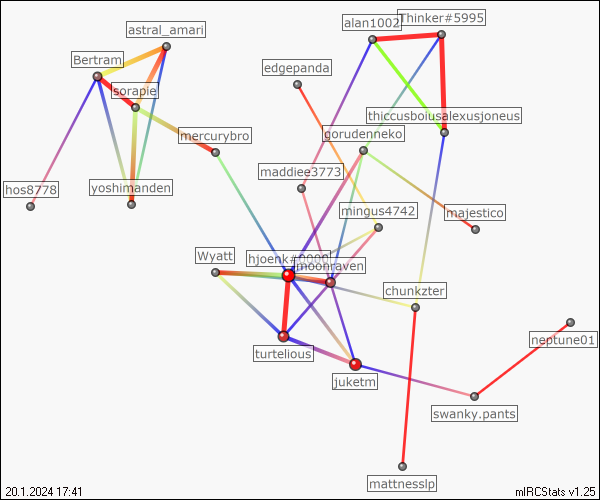 alan1002
Thinker#5995
astral_amari
Bertram
edgepanda
sorapie
thiccusboiusalexusjoneus
mercurybro
gorudenneko
maddiee3773
hos8778
yoshimanden
mingus4742
majestico
Wyatt
hjoenk#0000
moonraven
chunkzter
neptune01
turtelious
juketm
swanky.pants
mattnesslp
20.1.2024 17:41
mIRCStats v1.25